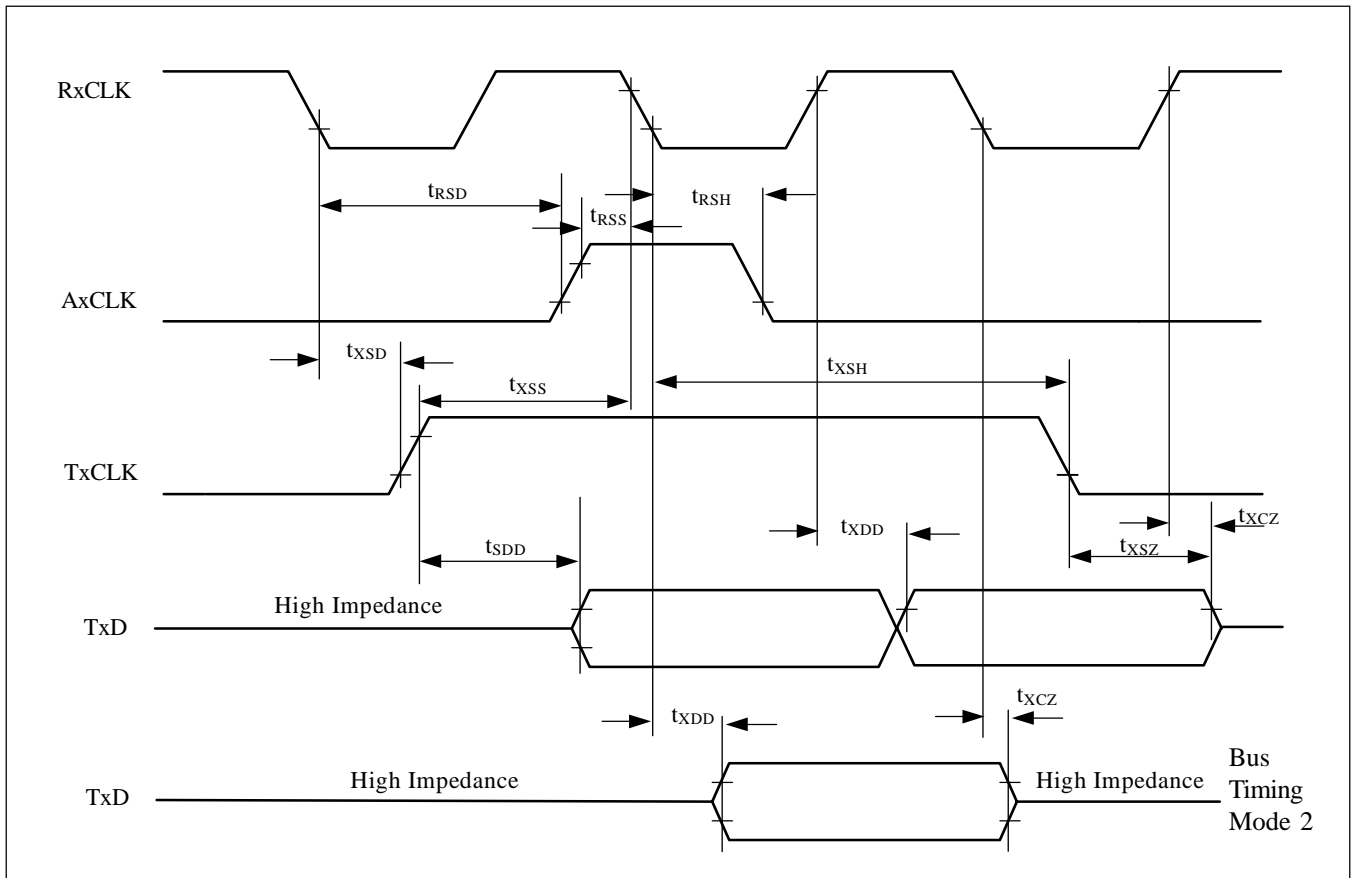 RxCLK
tRSD
tRSH
tRSS
AxCLK
tXSD
tXSS
tXSH
TxCLK
tSDD
tXDD
tXCZ
tXSZ
High Impedance
TxD
tXDD
tXCZ
High Impedance
High Impedance
TxD
Bus
Timing
Mode 2